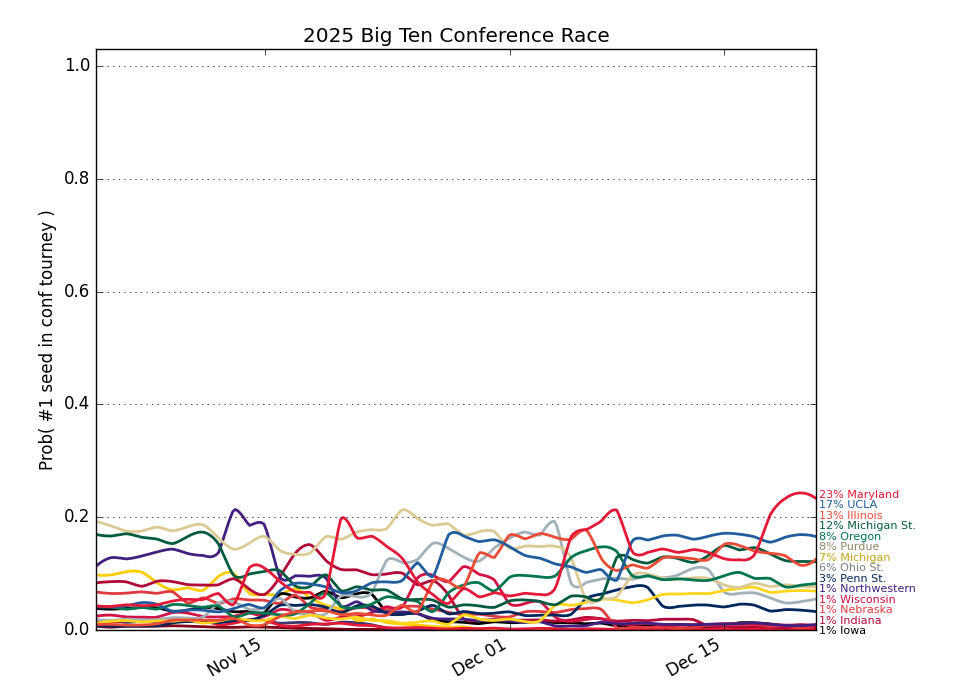 2025 Big Ten Conference Race
Prob( #1 seed in conf tourney )
1.0
0.8
0.6
0.4
0.2
0.0
Nov 15
Dec 01
Dec 15
23% Maryland
17% UCLA
13% Illinois
12% Michigan St.
8% Oregon
8% Purdue
7% Michigan
6% Ohio St.
3% Penn St.
1% Northwestern
1% Wisconsin
1% Nebraska
1% Indiana
1% Iowa